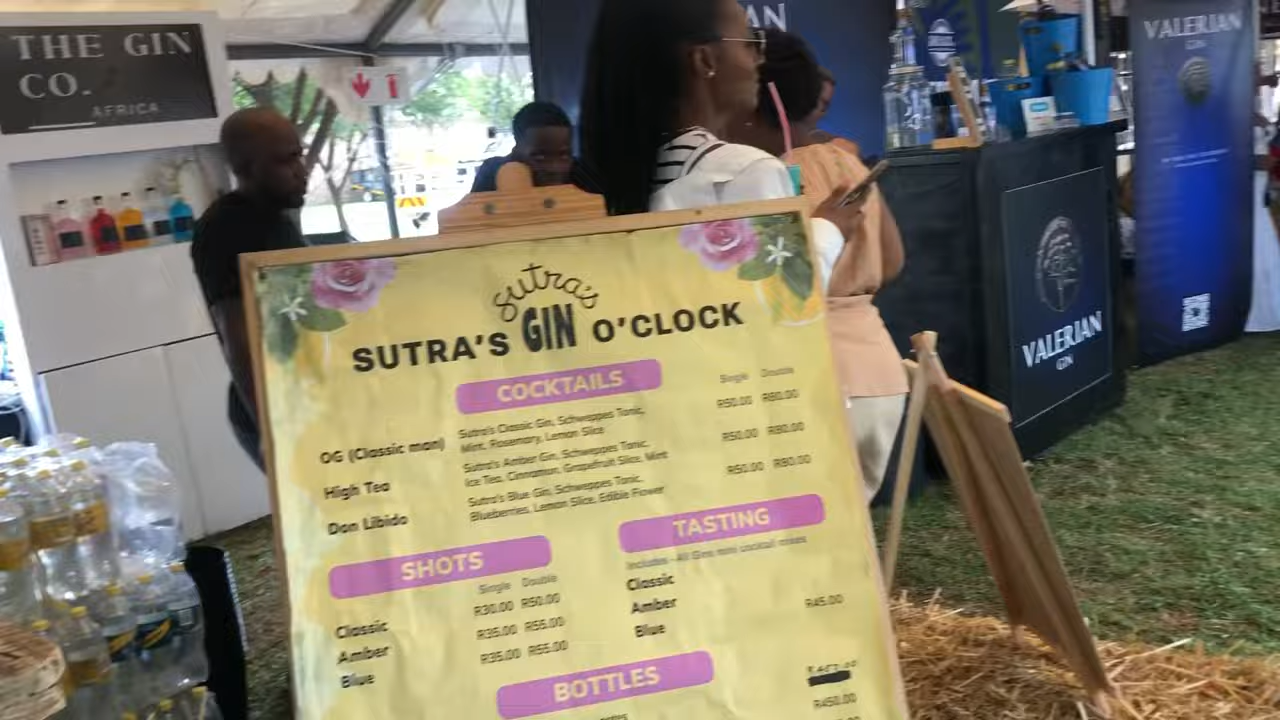 THE GIN
CO.
AFRICA
VALERIAN
GIN
VALERIAN
GIN
sutra's
SUTRA'S GIN O'CLOCK
COCKTAILS
Single Double
OG (Classic man) Sutra's Classic Gin, Schweppes Tonic, R50.00 R80.00
Mint, Rosemary, Lemon Slice
High Tea Sutra's Amber Gin, Schweppes Tonic, R50.00 R80.00
Ice Tea, Cinnamon, Grapefruit Slice, Mint
Don Libido Sutra's Blue Gin, Schweppes Tonic, R50.00 R80.00
Blueberries, Lemon Slice, Edible Flower
SHOTS
Single Double
Classic R30.00 R50.00
Amber R35.00 R55.00
Blue R35.00 R55.00
TASTING
Includes - All Gins mini cocktail mixes
Classic
Amber R45.00
Blue
BOTTLES
R450.00